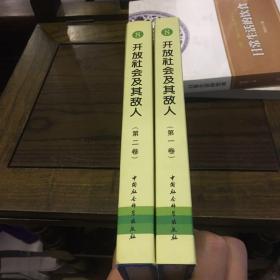 开放社会及其敌人
（第二卷）
中国社会科学出版社
开放社会及其敌人
（第一卷）
中国社会科学出版社
日常生活的饮食